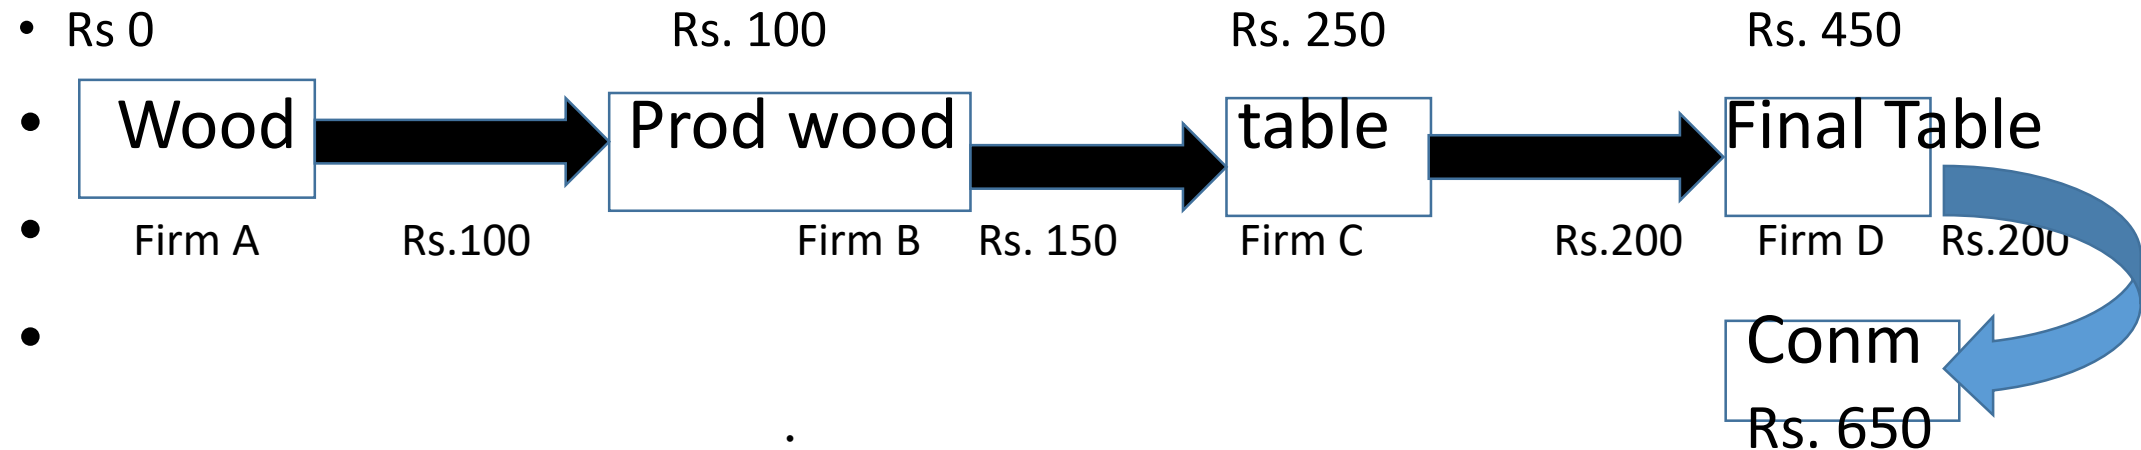 • Rs 0 Rs. 100 Rs. 250 Rs. 450
• Wood Prod wood table Final Table
• Firm A Rs.100 Firm B Rs. 150 Firm C Rs.200 Firm D Rs.200
• Conm
. Rs. 650